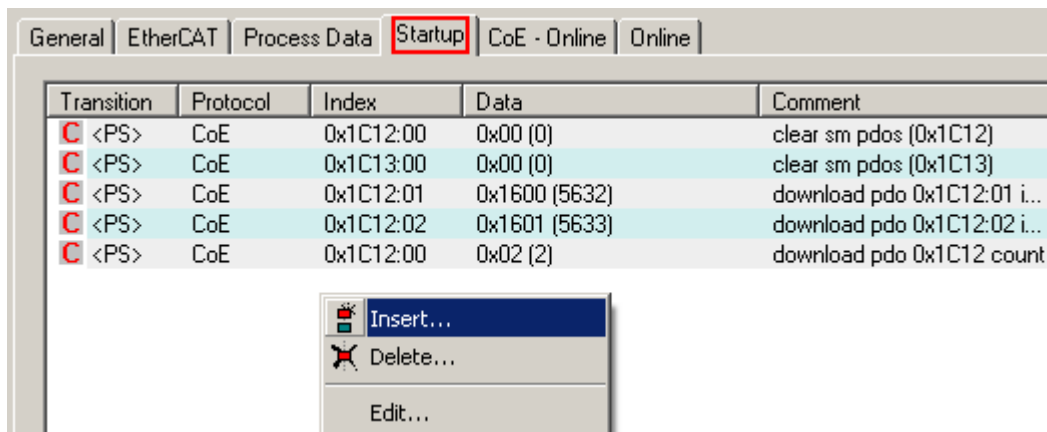 General EtherCAT Process Data Startup CoE - Online Online
Transition Protocol Index Data Comment
C <PS> CoE 0x1C12:00 0x00 (0) clear sm pdos (0x1C12)
C <PS> CoE 0x1C13:00 0x00 (0) clear sm pdos (0x1C13)
C <PS> CoE 0x1C12:01 0x1600 (5632) download pdo 0x1C12:01 i...
C <PS> CoE 0x1C12:02 0x1601 (5633) download pdo 0x1C12:02 i...
C <PS> CoE 0x1C12:00 0x02 (2) download pdo 0x1C12 count
Insert...
Delete...
Edit...